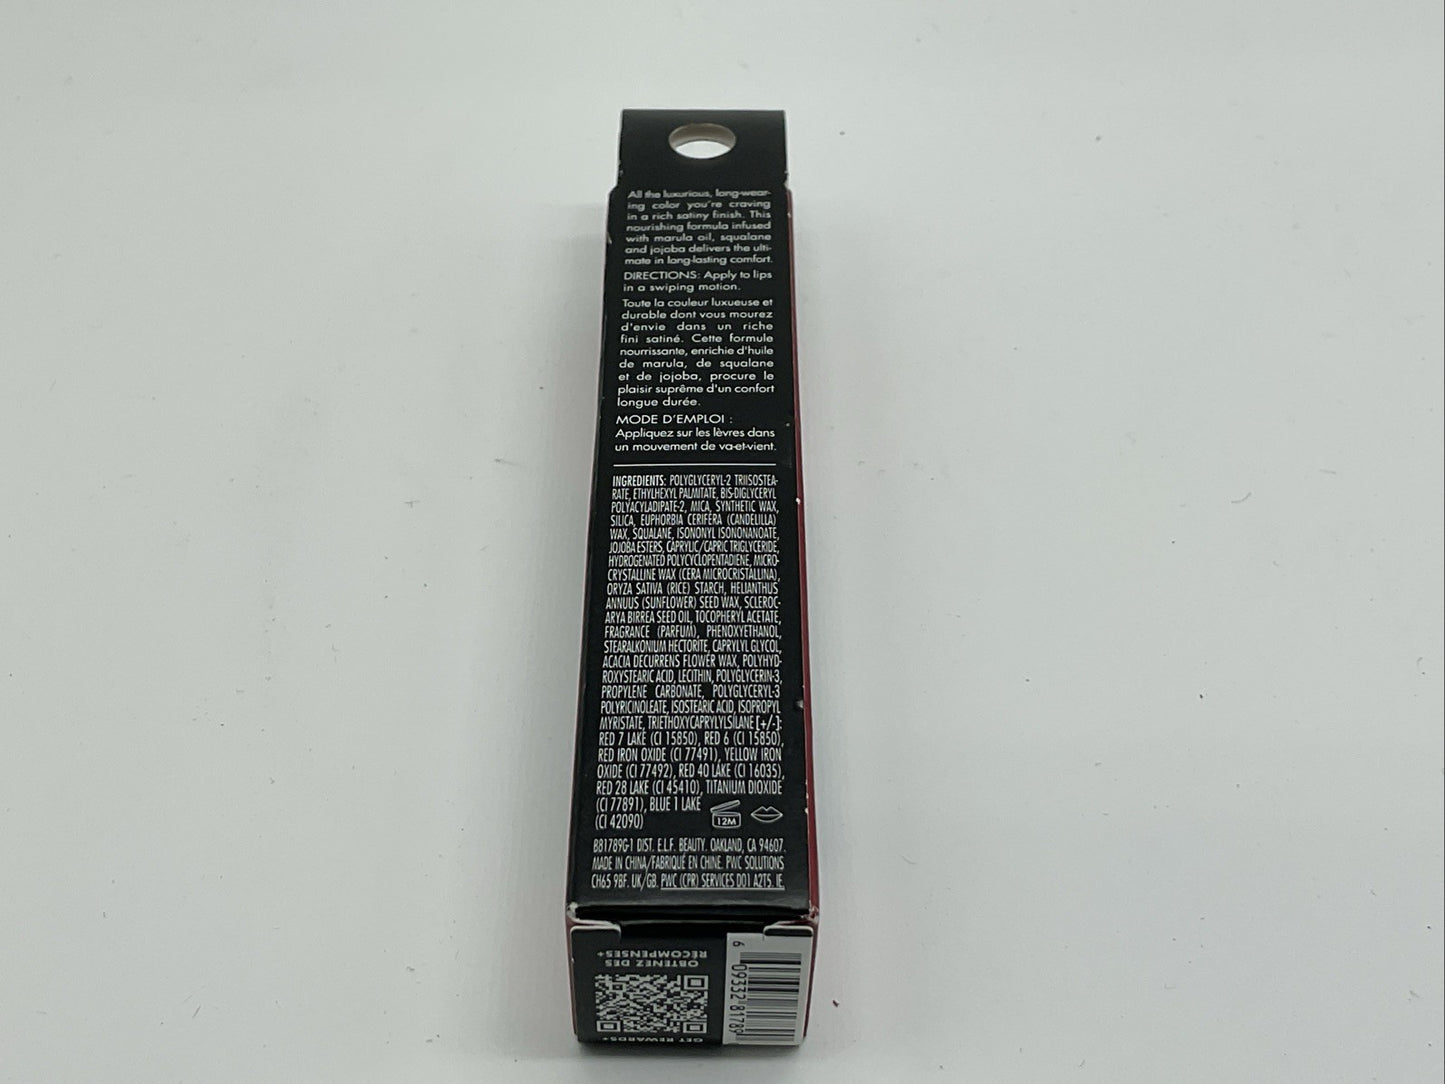 All the luxurious, long-wear-
ing color you're craving
in a rich satiny finish. This
nourishing formula infused
with marula oil, squalane
and jojoba delivers the ulti-
mate in long-lasting comfort.
DIRECTIONS: Apply to lips
in a swiping motion.
Toute la couleur luxueuse et
durable dont vous mourez
d'envie dans un riche
fini satiné. Cette formule
nourrissante, enrichie d'huile
de marula, de squalane
et de jojoba, procure le
plaisir suprême d'un confort
longue durée.
MODE D'EMPLOI :
Appliquez sur les lèvres dans
un mouvement de va-et-vient.
INGREDIENTS: POLYGLYCERYL-2 TRIISOSTEA-
RATE, ETHYLHEXYL PALMITATE, BIS-DIGLYCERYL
POLYACYLADIPATE-2, MICA, SYNTHETIC WAX,
SILICA, EUPHORBIA CERIFERA (CANDELILLA)
WAX, SQUALANE, ISONONYL ISONONANOATE,
JOJOBA ESTERS, CAPRYLIC/CAPRIC TRIGLYCERIDE,
HYDROGENATED POLYCYCLOPENTADIENE, MICRO-
CRYSTALLINE WAX (CERA MICROCRISTALLINA),
ORYZA SATIVA (RICE) STARCH, HELIANTHUS
ANNUUS (SUNFLOWER) SEED WAX, SCLEROC-
ARYA BIRREA SEED OIL, TOCOPHERYL ACETATE,
FRAGRANCE (PARFUM), PHENOXYETHANOL,
STEARALKONIUM HECTORITE, CAPRYLYL GLYCOL,
ACACIA DECURRENS FLOWER WAX, POLYHYD-
ROXYSTEARIC ACID, LECITHIN, POLYGLYCERIN-3,
PROPYLENE CARBONATE, POLYGLYCERYL-3
POLYRICINOLEATE, ISOSTEARIC ACID, ISOPROPYL
MYRISTATE, TRIETHOXYCAPRYLYLSILANE [+/-]:
RED 7 LAKE (CI 15850), RED 6 (CI 15850),
RED IRON OXIDE (CI 77491), YELLOW IRON
OXIDE (CI 77492), RED 40 LAKE (CI 16035),
RED 28 LAKE (CI 45410), TITANIUM DIOXIDE
(CI 77891), BLUE 1 LAKE
(CI 42090)
12M
B81789G-1 DIST. E.L.F. BEAUTY. OAKLAND, CA 94607.
MADE IN CHINA/FABRIQUÉ EN CHINE. PWC SOLUTIONS
CH65 9BF. UK/GB. PWC (CPR) SERVICES D01 A2T5. IE.
OBTENEZ DES
RÉCOMPENSES+
GET REWARDS+
6 09332 81789